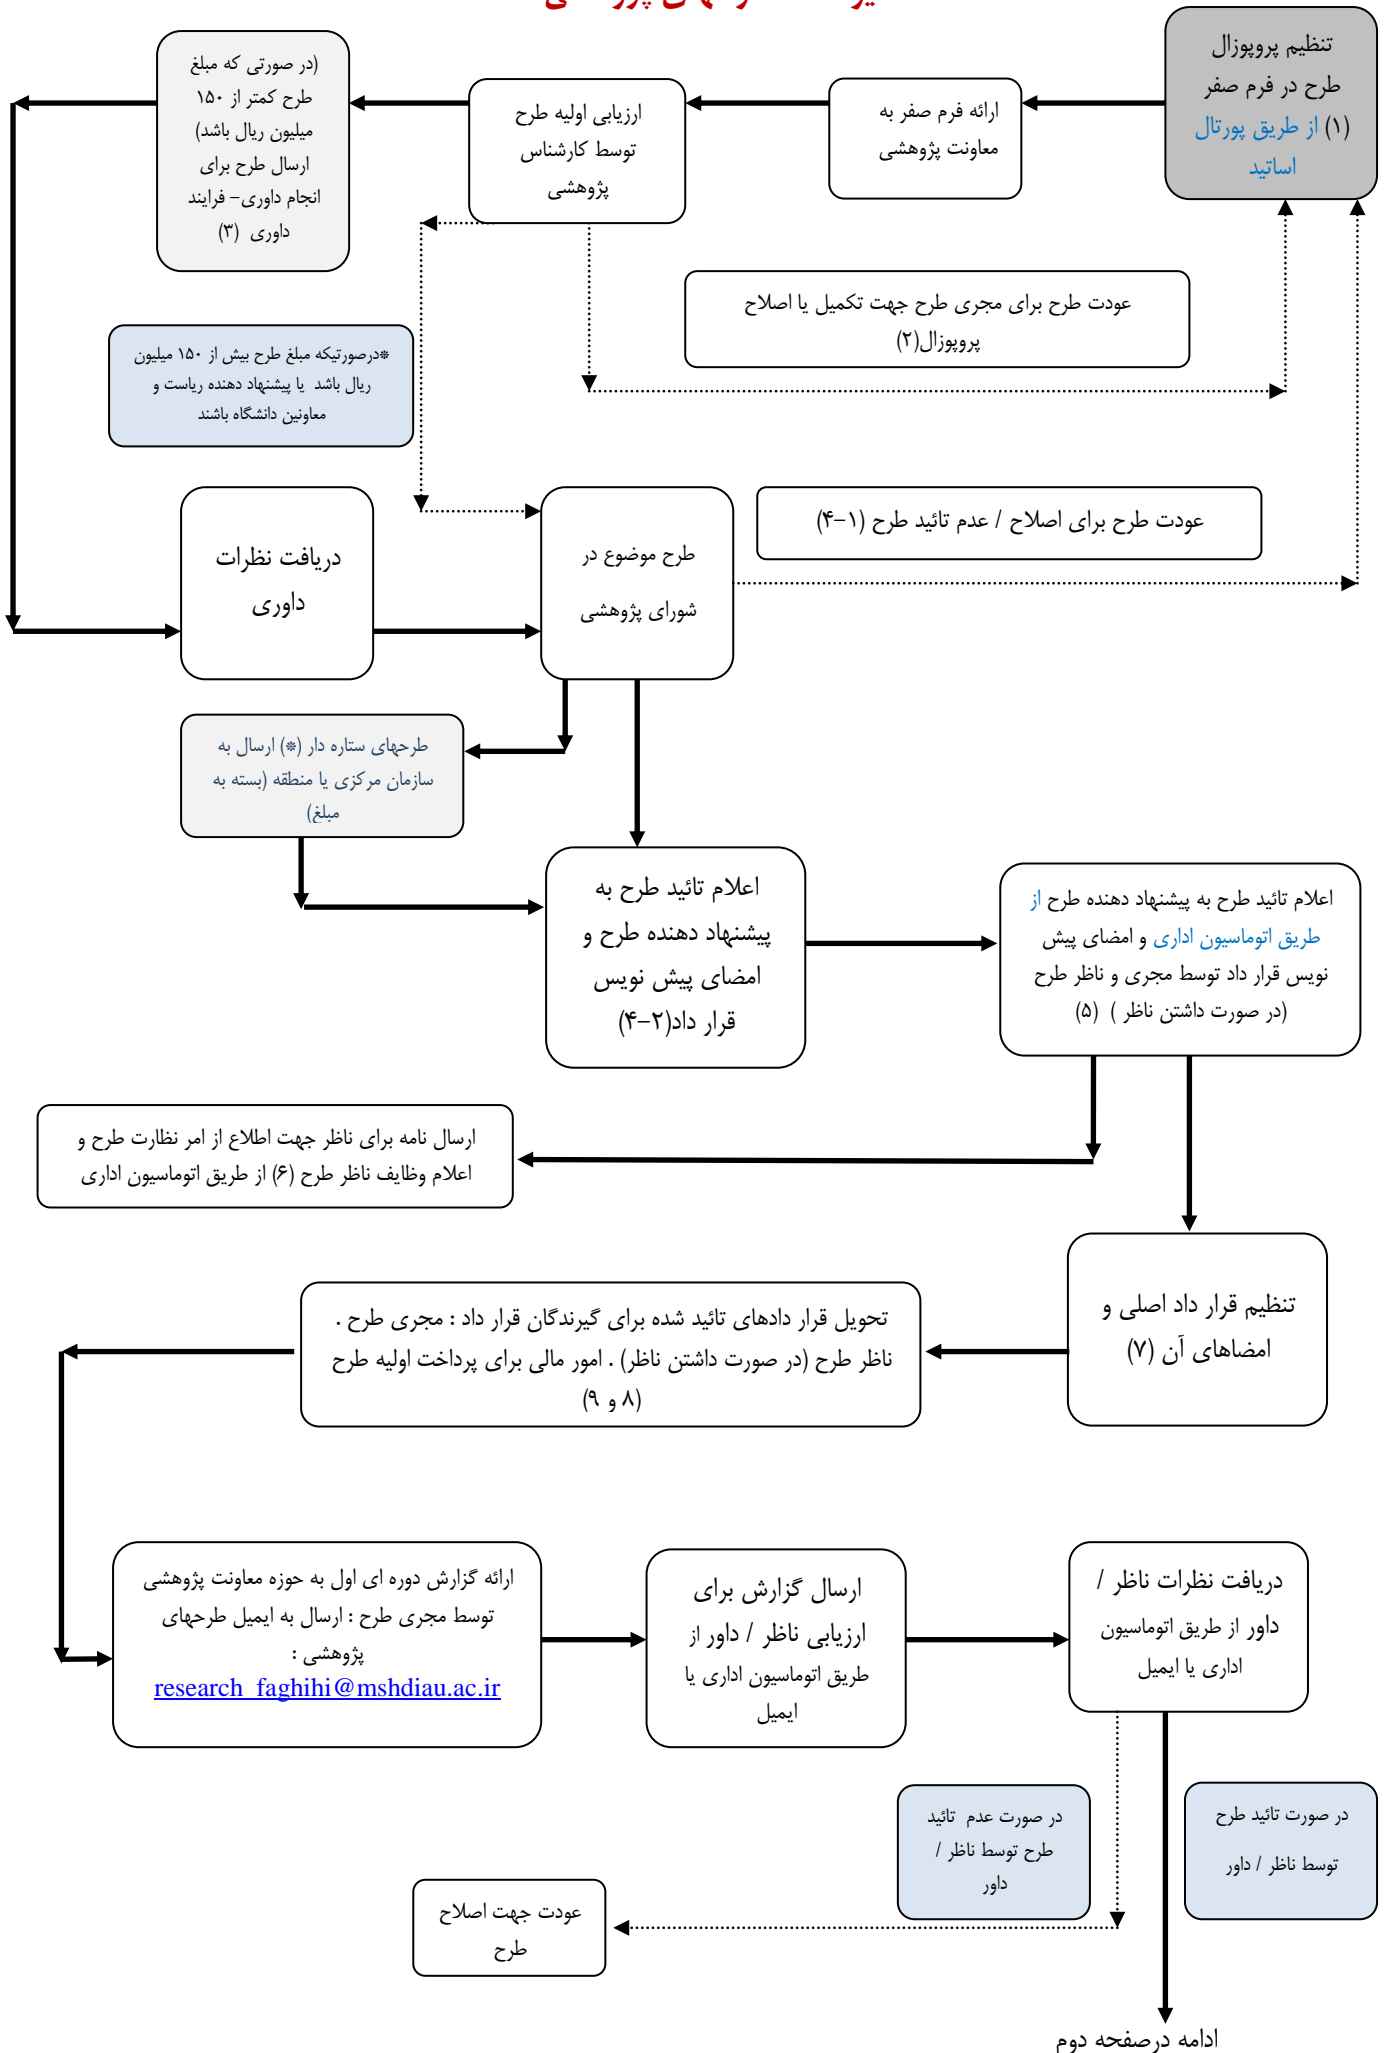 تنظیم پروپوزال
طرح در فرم صفر
(۱) از طریق پورتال
اساتید
ارائه فرم صفر به
معاونت پژوهشی
ارزیابی اولیه طرح
توسط کارشناس
پژوهشی
(در صورتی که مبلغ
طرح کمتر از ۱۵۰
میلیون ریال باشد)
ارسال طرح برای
انجام داوری- فرایند
داوری (۳)
عودت طرح برای مجری طرح جهت تکمیل یا اصلاح
پروپوزال(۲)
*درصورتیکه مبلغ طرح بیش از ۱۵۰ میلیون
ریال باشد یا پیشنهاد دهنده ریاست و
معاونین دانشگاه باشند
عودت طرح برای اصلاح / عدم تائید طرح (۱-۴)
طرح موضوع در
شورای پژوهشی
دریافت نظرات
داوری
طرحهای ستاره دار (*) ارسال به
سازمان مرکزی یا منطقه (بسته به
مبلغ)
اعلام تائید طرح به
پیشنهاد دهنده طرح و
امضای پیش نویس
قرار داد(۲-۴)
اعلام تائید طرح به پیشنهاد دهنده طرح از
طریق اتوماسیون اداری و امضای پیش
نویس قرار داد توسط مجری و ناظر طرح
(در صورت داشتن ناظر ) (۵)
ارسال نامه برای ناظر جهت اطلاع از امر نظارت طرح و
اعلام وظایف ناظر طرح (۶) از طریق اتوماسیون اداری
تنظیم قرار داد اصلی و
امضاهای آن (۷)
تحویل قرار دادهای تائید شده برای گیرندگان قرار داد : مجری طرح .
ناظر طرح (در صورت داشتن ناظر) . امور مالی برای پرداخت اولیه طرح
(۸ و ۹)
ارائه گزارش دوره ای اول به حوزه معاونت پژوهشی
توسط مجری طرح : ارسال به ایمیل طرحهای
پژوهشی :
research_faghihi@mshdiau.ac.ir
ارسال گزارش برای
ارزیابی ناظر / داور از
طریق اتوماسیون اداری یا
ایمیل
دریافت نظرات ناظر /
داور از طریق اتوماسیون
اداری یا ایمیل
در صورت عدم تائید
طرح توسط ناظر /
داور
در صورت تائید طرح
توسط ناظر / داور
عودت جهت اصلاح
طرح
ادامه درصفحه دوم